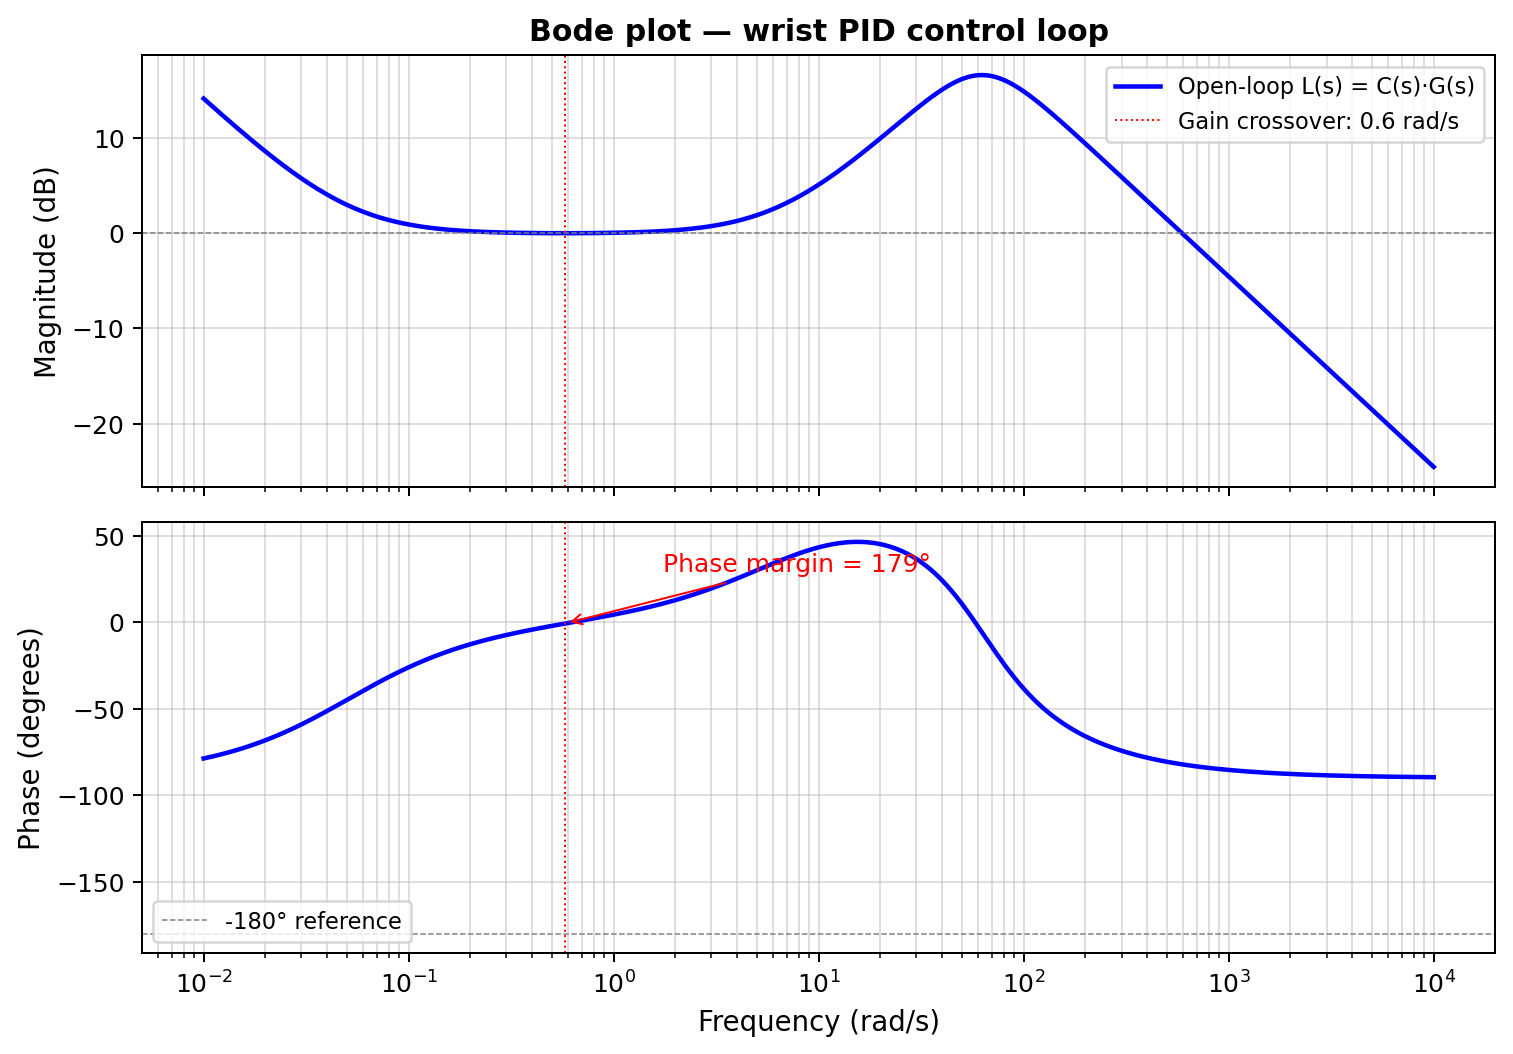 Bode plot — wrist PID control loop
Magnitude (dB)
10
0
−10
−20
Open-loop L(s) = C(s)·G(s)
Gain crossover: 0.6 rad/s
Phase (degrees)
50
0
−50
−100
−150
Phase margin = 179°
-180° reference
10⁻² 10⁻¹ 10⁰ 10¹ 10² 10³ 10⁴
Frequency (rad/s)